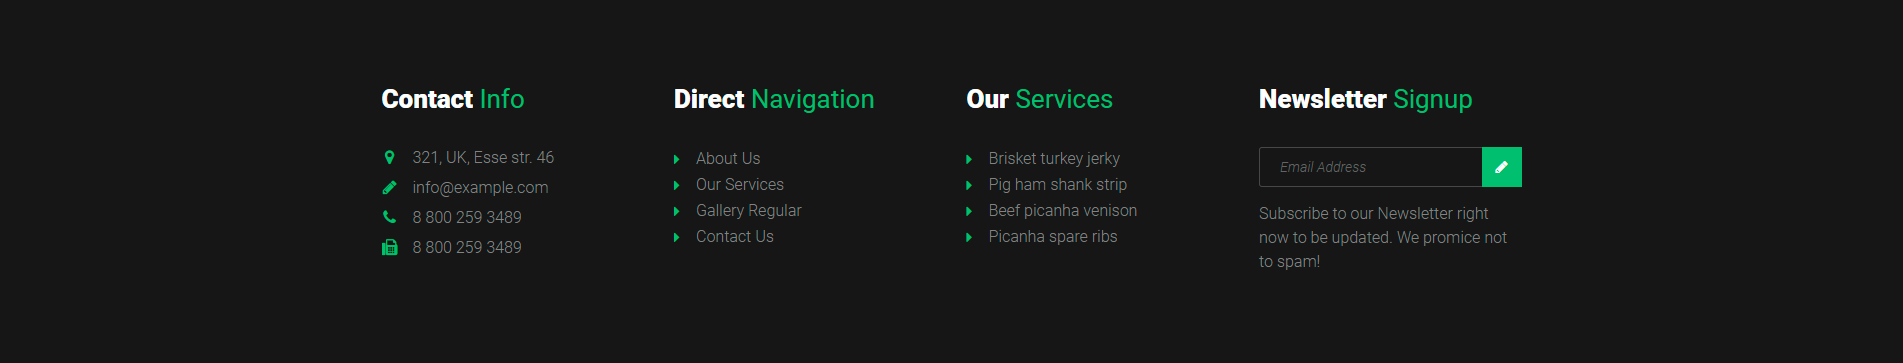 Contact Info
321, UK, Esse str. 46
info@example.com
8 800 259 3489
8 800 259 3489
Direct Navigation
About Us
Our Services
Gallery Regular
Contact Us
Our Services
Brisket turkey jerky
Pig ham shank strip
Beef picanha venison
Picanha spare ribs
Newsletter Signup
Email Address
Subscribe to our Newsletter right
now to be updated. We promice not
to spam!